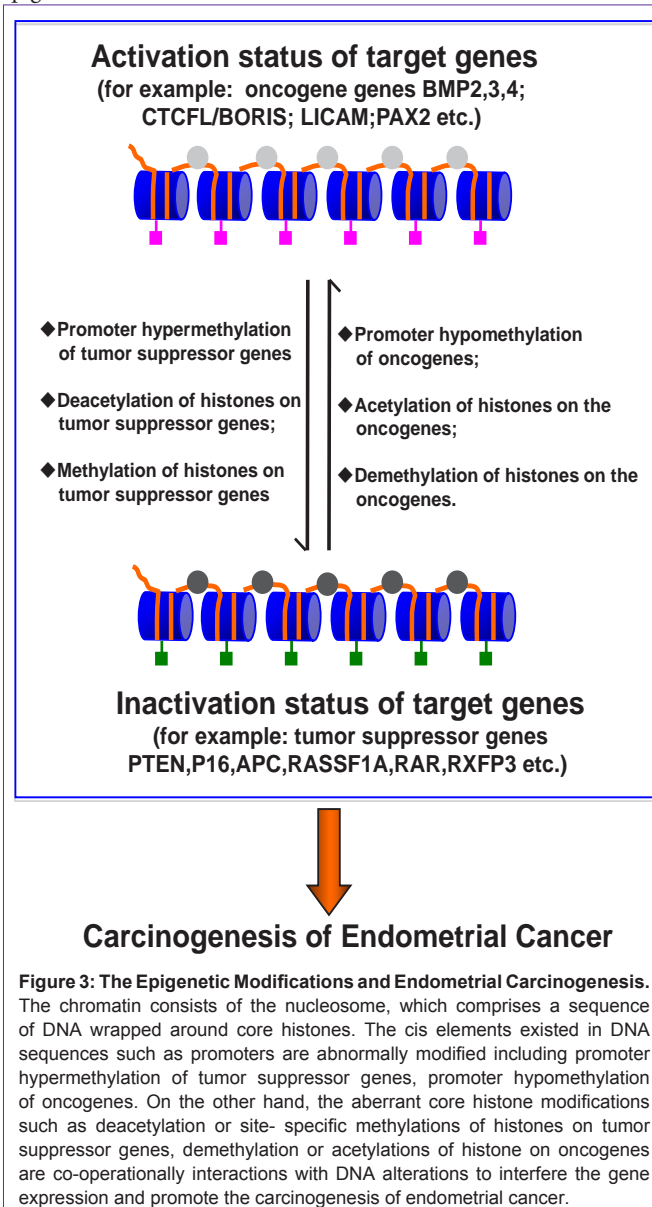 Activation status of target genes
(for example: oncogene genes BMP2,3,4;
CTCFL/BORIS; LICAM;PAX2 etc.)
◆Promoter hypermethylation
of tumor suppressor genes
◆Deacetylation of histones on
tumor suppressor genes;
◆Methylation of histones on
tumor suppressor genes
◆Promoter hypomethylation
of oncogenes;
◆Acetylation of histones on the
oncogenes;
◆Demethylation of histones on the
oncogenes.
Inactivation status of target genes
(for example: tumor suppressor genes
PTEN,P16,APC,RASSF1A,RAR,RXFP3 etc.)
Carcinogenesis of Endometrial Cancer
Figure 3: The Epigenetic Modifications and Endometrial Carcinogenesis.
The chromatin consists of the nucleosome, which comprises a sequence
of DNA wrapped around core histones. The cis elements existed in DNA
sequences such as promoters are abnormally modified including promoter
hypermethylation of tumor suppressor genes, promoter hypomethylation
of oncogenes. On the other hand, the aberrant core histone modifications
such as deacetylation or site- specific methylations of histones on tumor
suppressor genes, demethylation or acetylations of histone on oncogenes
are co-operationally interactions with DNA alterations to interfere the gene
expression and promote the carcinogenesis of endometrial cancer.